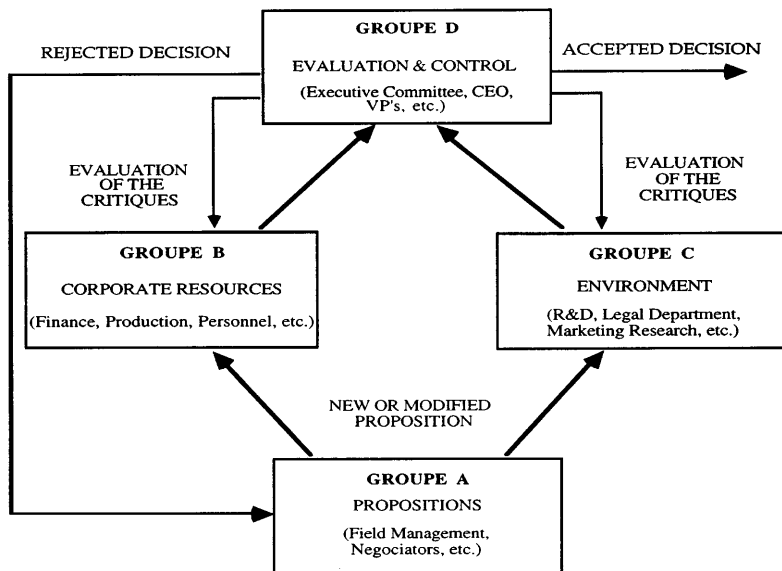 GROUPE D
REJECTED DECISION
ACCEPTED DECISION
EVALUATION & CONTROL
(Executive Committee, CEO,
VP's, etc.)
EVALUATION
OF THE
CRITIQUES
EVALUATION
OF THE
CRITIQUES
GROUPE B
CORPORATE RESOURCES
(Finance, Production, Personnel, etc.)
GROUPE C
ENVIRONMENT
(R&D, Legal Department,
Marketing Research, etc.)
NEW OR MODIFIED
PROPOSITION
GROUPE A
PROPOSITIONS
(Field Management,
Negociators, etc.)